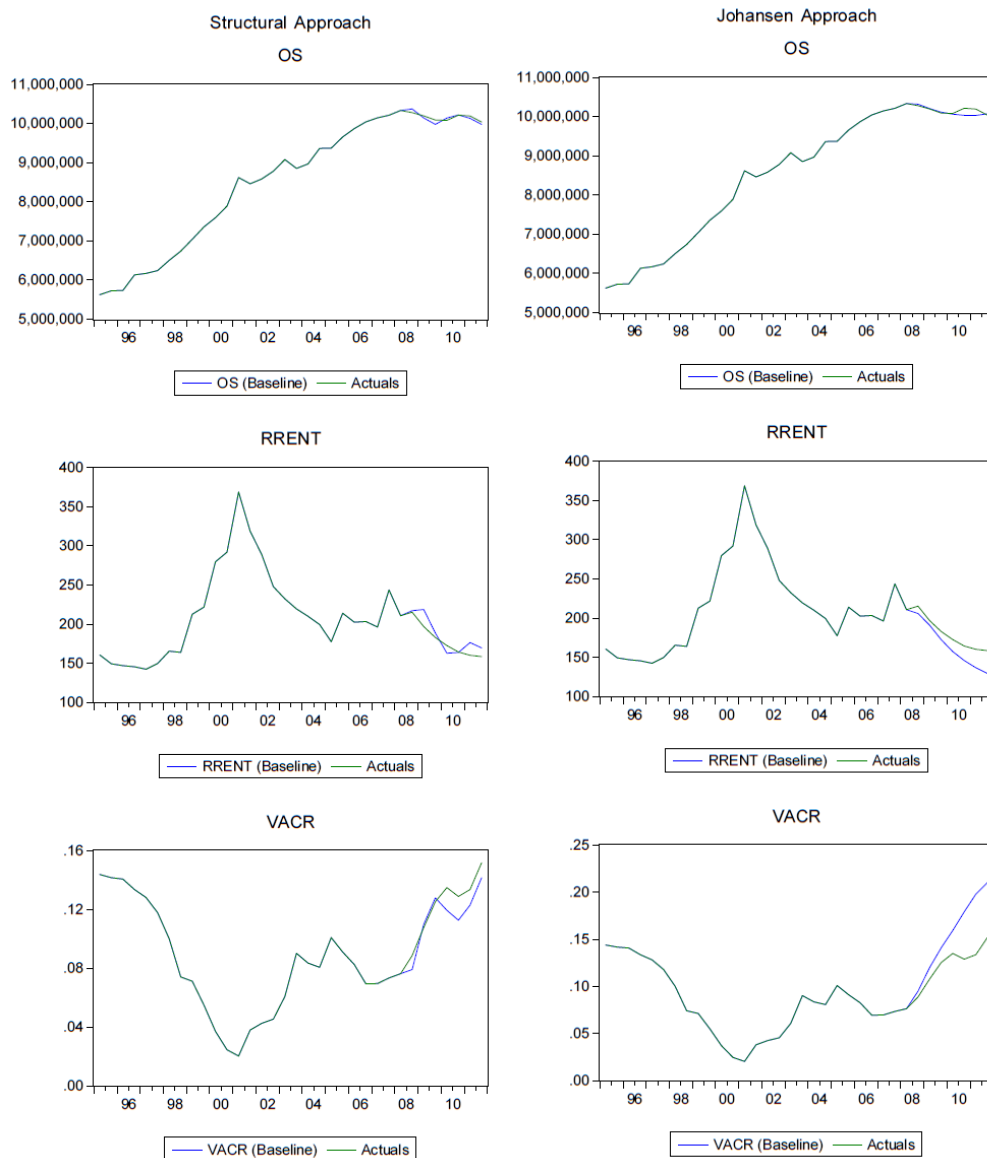 Structural Approach
OS
11,000,000
10,000,000
9,000,000
8,000,000
7,000,000
6,000,000
5,000,000
96 98 00 02 04 06 08 10
OS (Baseline) Actuals
RRENT
400
350
300
250
200
150
100
96 98 00 02 04 06 08 10
RRENT (Baseline) Actuals
VACR
.16
.12
.08
.04
.00
96 98 00 02 04 06 08 10
VACR (Baseline) Actuals
Johansen Approach
OS
11,000,000
10,000,000
9,000,000
8,000,000
7,000,000
6,000,000
5,000,000
96 98 00 02 04 06 08 10
OS (Baseline) Actuals
RRENT
400
350
300
250
200
150
100
96 98 00 02 04 06 08 10
RRENT (Baseline) Actuals
VACR
.25
.20
.15
.10
.05
.00
96 98 00 02 04 06 08 10
VACR (Baseline) Actuals